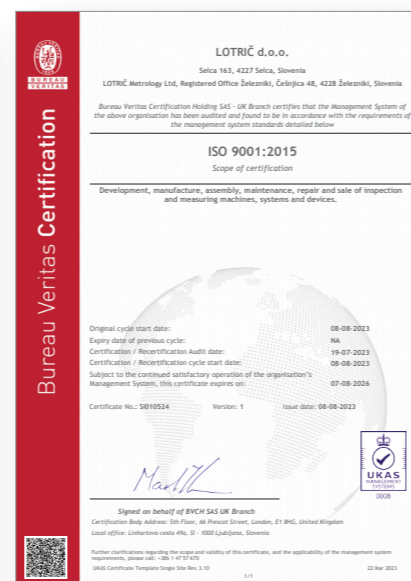 BUREAU
VERITAS
Bureau Veritas Certification
LOTRIČ d.o.o.
Selca 163, 4227 Selca, Slovenia
LOTRIČ Metrology Ltd, Registered Office Železniki, Češnjica 48, 4228 Železniki, Slovenia
Bureau Veritas Certification Holding SAS – UK Branch certifies that the Management System of
the above organisation has been audited and found to be in accordance with the requirements of
the management system standards detailed below
ISO 9001:2015
Scope of certification
Development, manufacture, assembly, maintenance, repair and sale of inspection
and measuring machines, systems and devices.
Original cycle start date: 08-08-2023
Expiry date of previous cycle: NA
Certification / Recertification Audit date: 19-07-2023
Certification / Recertification cycle start date: 08-08-2023
Subject to the continued satisfactory operation of the organisation's
Management System, this certificate expires on: 07-08-2026
Certificate No.: SI010524 Version: 1 Issue date: 08-08-2023
UKAS
MANAGEMENT
SYSTEMS
0008
Signed on behalf of BVCH SAS UK Branch
Certification Body Address: 5th Floor, 66 Prescot Street, London, E1 8HG, United Kingdom
Local office: Linhartova cesta 49a, SI - 1000 Ljubljana, Slovenia
Further clarifications regarding the scope and validity of this certificate, and the applicability of the management system
requirements, please call: +386 1 47 57 670
UKAS Certificate Template Single Site Rev.3.10 22 Mar 2023
1/1